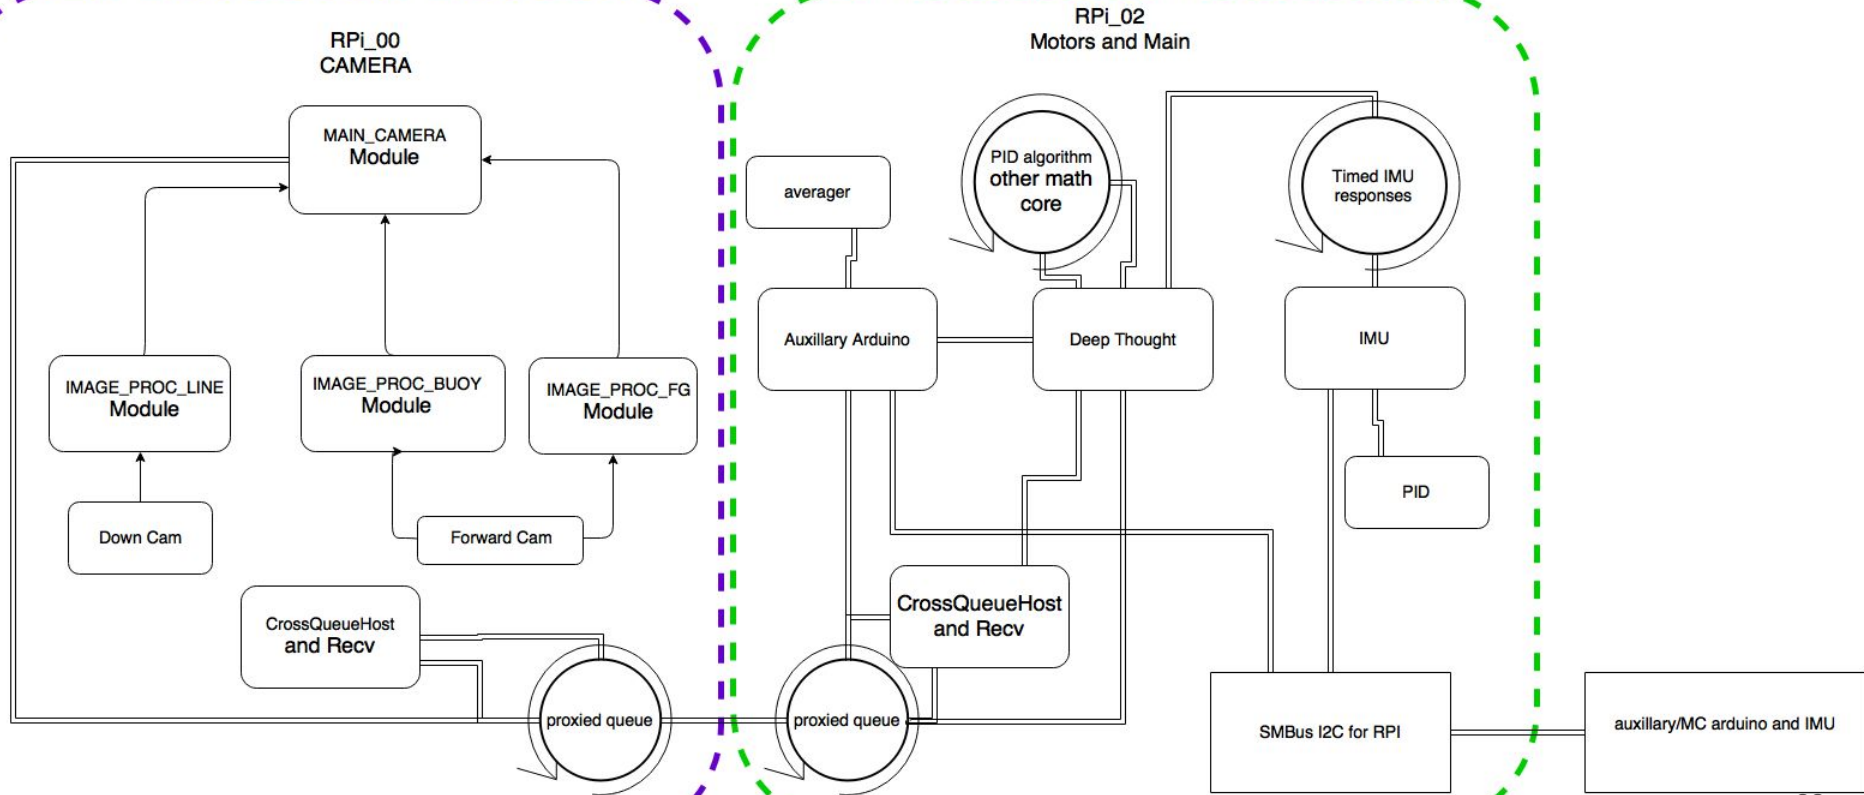 RPi_00
CAMERA
MAIN_CAMERA
Module
IMAGE_PROC_LINE
Module
IMAGE_PROC_BUOY
Module
IMAGE_PROC_FG
Module
Down Cam
Forward Cam
CrossQueueHost
and Recv
proxied queue
RPi_02
Motors and Main
averager
PID algorithm
other math
core
Timed IMU
responses
Auxillary Arduino
Deep Thought
IMU
PID
CrossQueueHost
and Recv
proxied queue
SMBus I2C for RPI
auxillary/MC arduino and IMU